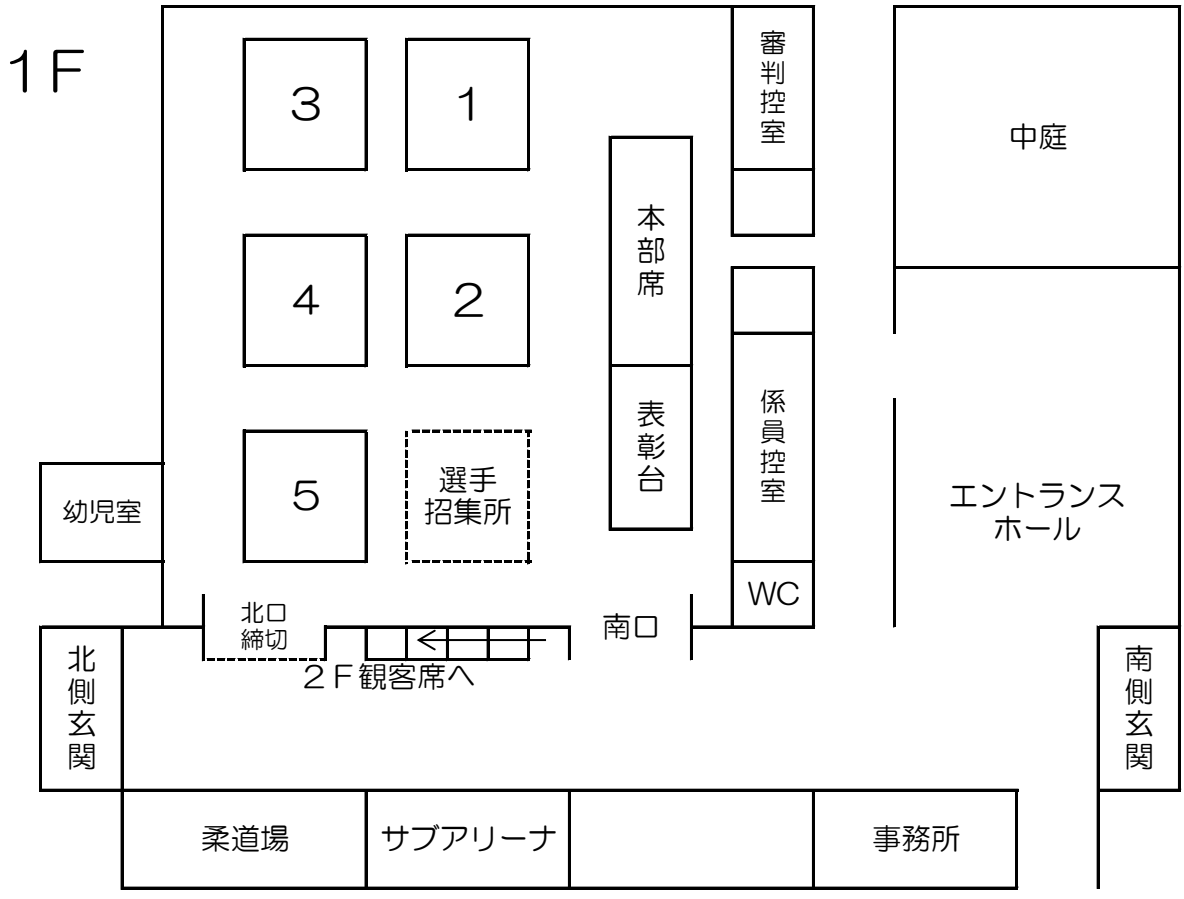 1F
3
1
審判控室
中庭
本部席
4
2
表彰台
係員控室
5
選手
招集所
幼児室
エントランス
ホール
WC
北口
締切
南口
2F観客席へ
北側玄関
南側玄関
柔道場
サブアリーナ
事務所